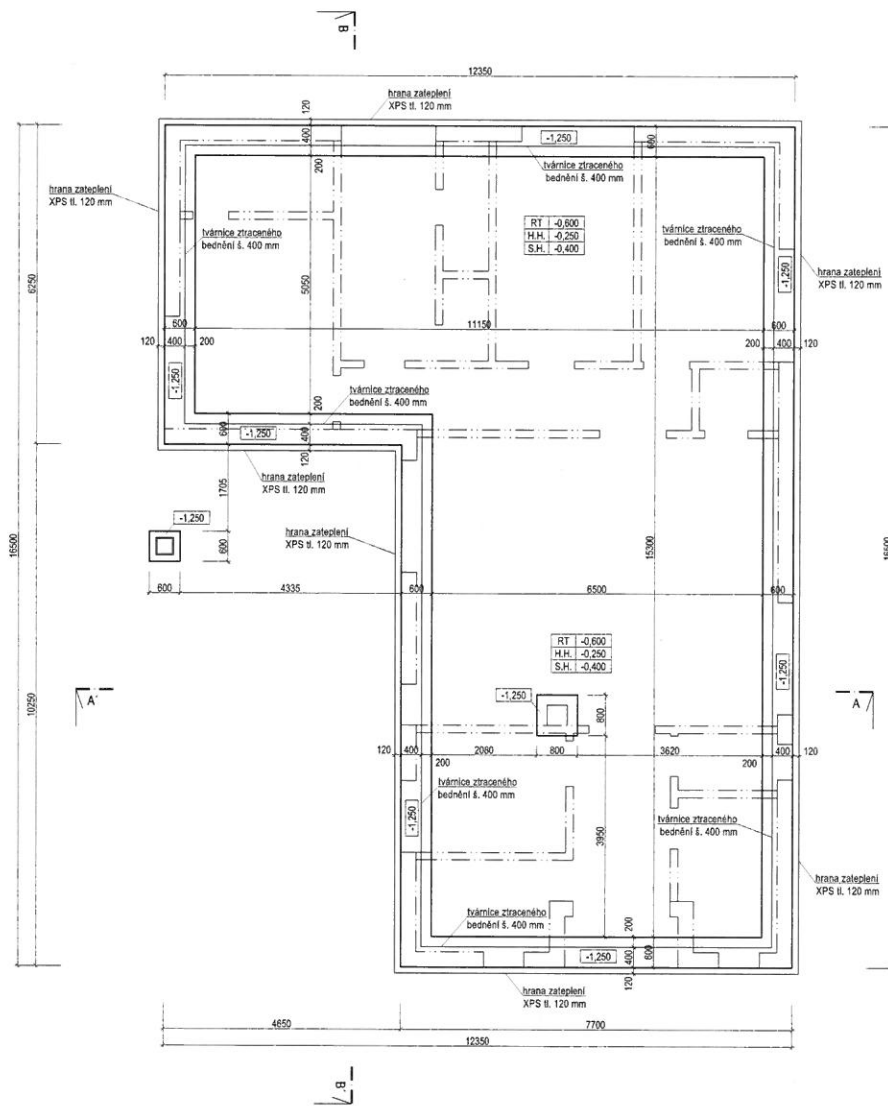 B
12350
hrana zateplení
XPS tl. 120 mm
120
400
200
-1,250
600
tvárnice ztraceného
bednění š. 400 mm
hrana zateplení
XPS tl. 120 mm
tvárnice ztraceného
bednění š. 400 mm
RT -0,600
H.H. -0,250
S.H. -0,400
tvárnice ztraceného
bednění š. 400 mm
-1,250
hrana zateplení
XPS tl. 120 mm
6250
5050
600
11150
600
120
400
200
200
400
120
-1,250
tvárnice ztraceného
bednění š. 400 mm
200
600
-1,250
400
120
hrana zateplení
XPS tl. 120 mm
1705
-1,250
600
hrana zateplení
XPS tl. 120 mm
16500
15300
16500
600
4335
600
6500
600
RT -0,600
H.H. -0,250
S.H. -0,400
-1,250
A'
10250
-1,250
800
A
120
400
2080
800
3620
400
120
200
200
tvárnice ztraceného
bednění š. 400 mm
-1,250
3950
tvárnice ztraceného
bednění š. 400 mm
hrana zateplení
XPS tl. 120 mm
tvárnice ztraceného
bednění š. 400 mm
200
-1,250
400
600
120
hrana zateplení
XPS tl. 120 mm
4650
7700
12350
B'